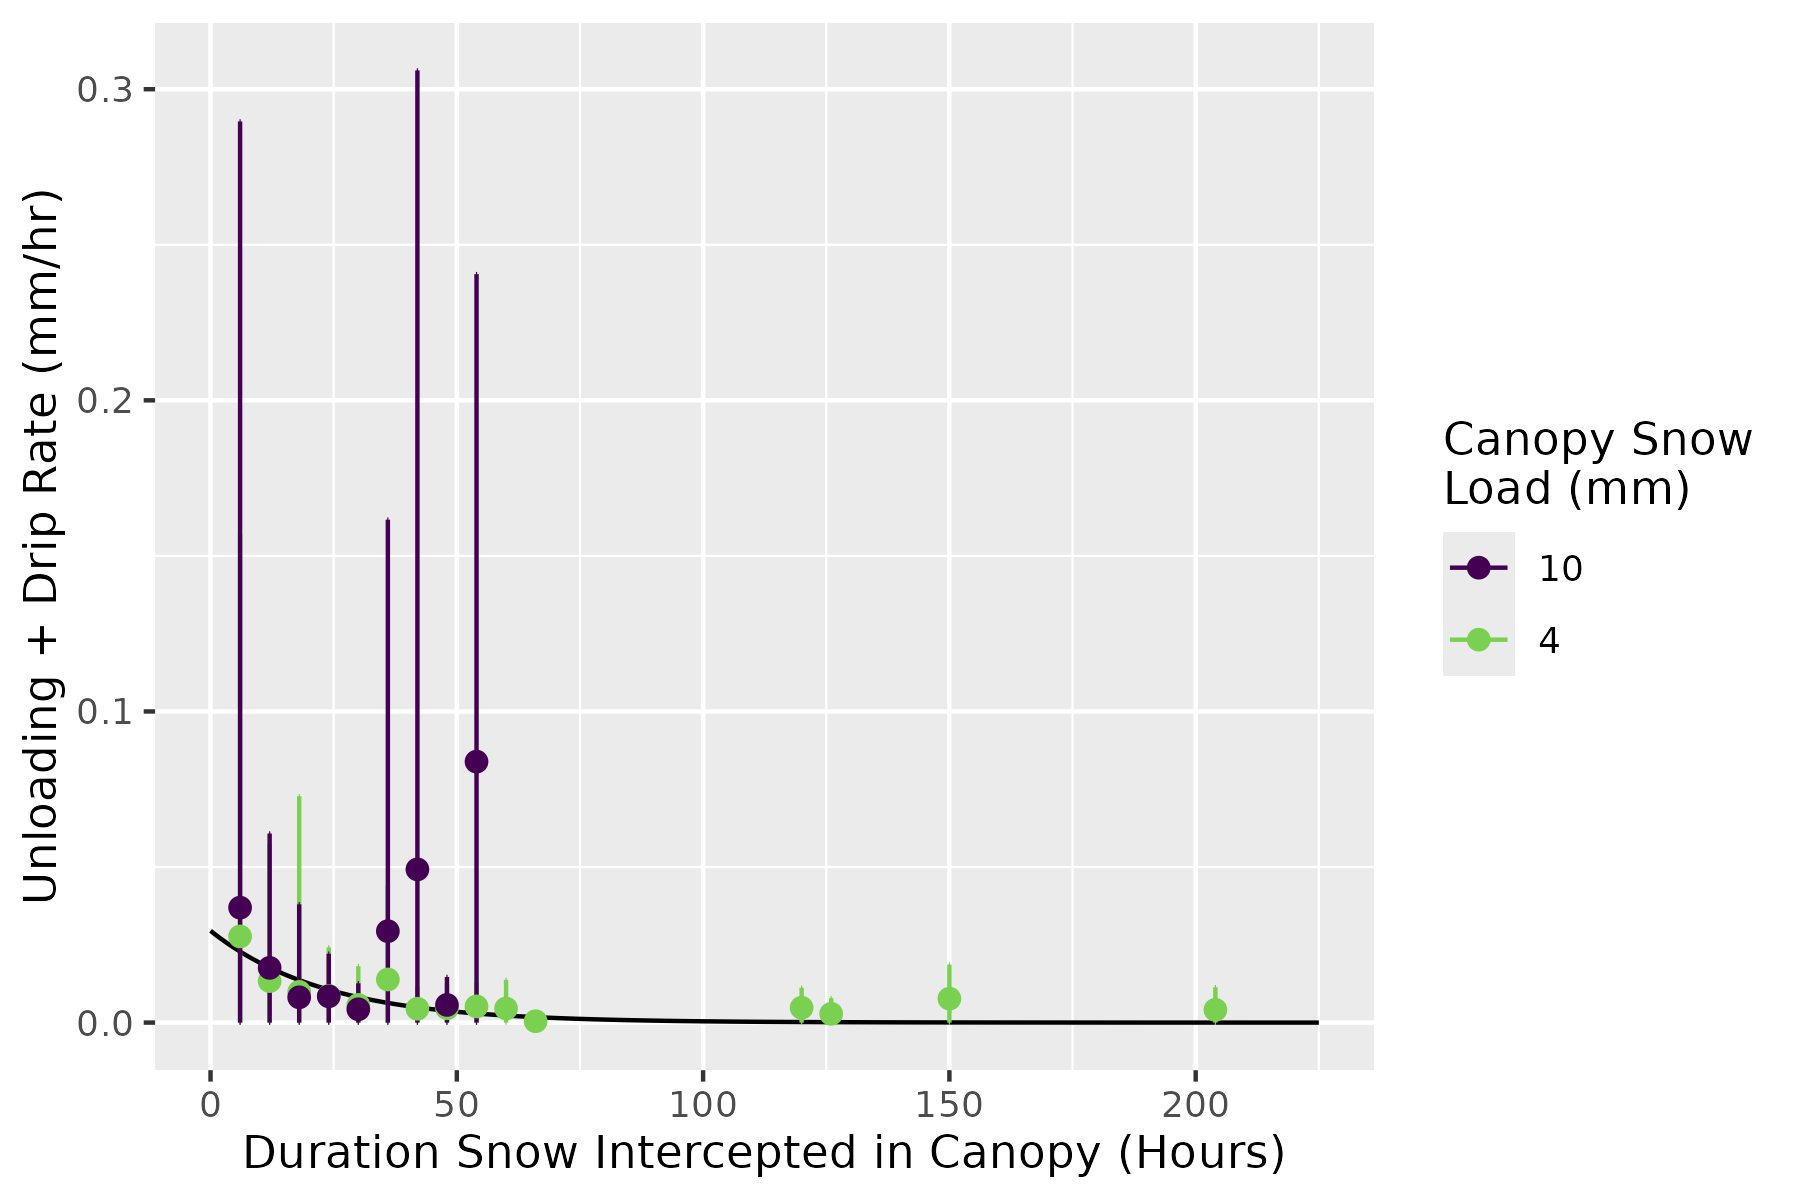 Unloading + Drip Rate (mm/hr)
0.3
0.2
0.1
0.0
0
50
100
150
200
Duration Snow Intercepted in Canopy (Hours)
Canopy Snow
Load (mm)
10
4